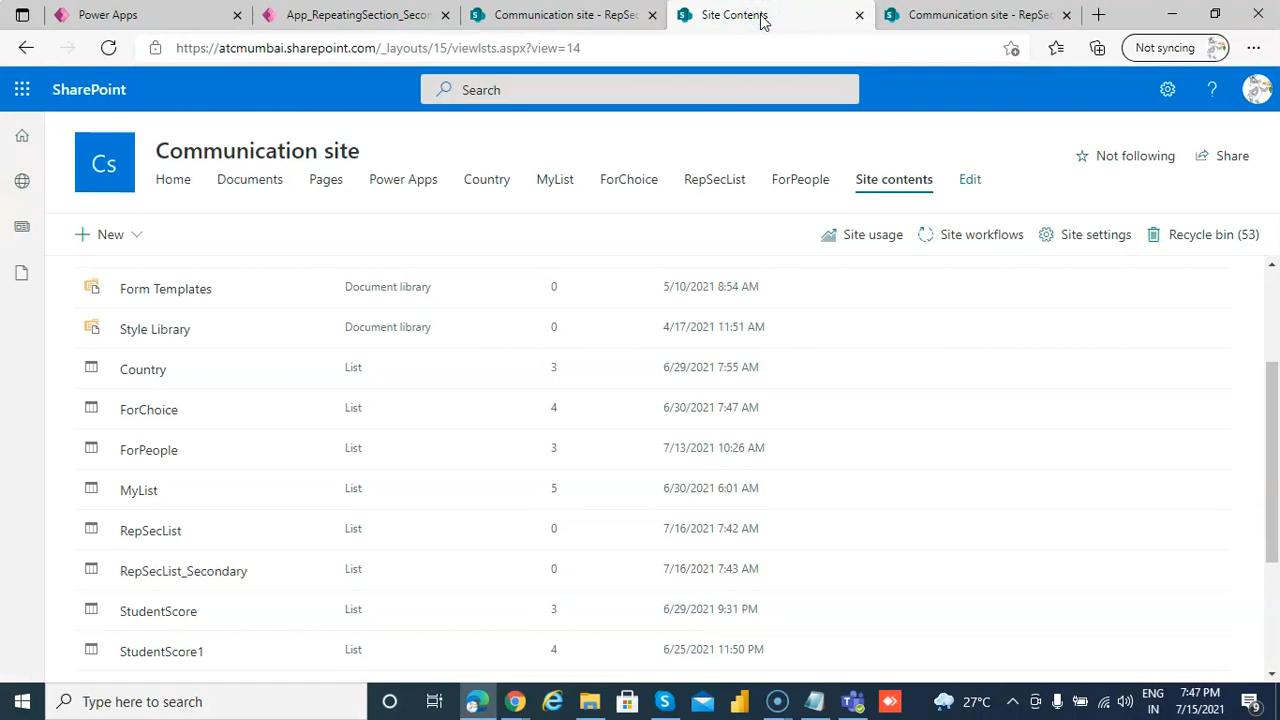 Power Apps
App_RepeatingSection_Secor
Communication site - RepSec
Site Contents
Communication site - RepSec
https://atcmumbai.sharepoint.com/_layouts/15/viewlsts.aspx?view=14
Not syncing
SharePoint
Search
Cs
Communication site
Not following
Share
Home Documents Pages Power Apps Country MyList ForChoice RepSecList ForPeople Site contents Edit
New
Site usage
Site workflows
Site settings
Recycle bin (53)
Form Templates Document library 0 5/10/2021 8:54 AM
Style Library Document library 0 4/17/2021 11:51 AM
Country List 3 6/29/2021 7:55 AM
ForChoice List 4 6/30/2021 7:47 AM
ForPeople List 3 7/13/2021 10:26 AM
MyList List 5 6/30/2021 6:01 AM
RepSecList List 0 7/16/2021 7:42 AM
RepSecList_Secondary List 0 7/16/2021 7:43 AM
StudentScore List 3 6/29/2021 9:31 PM
StudentScore1 List 4 6/25/2021 11:50 PM
Type here to search
27°C
ENG
IN
7:47 PM
7/15/2021
9